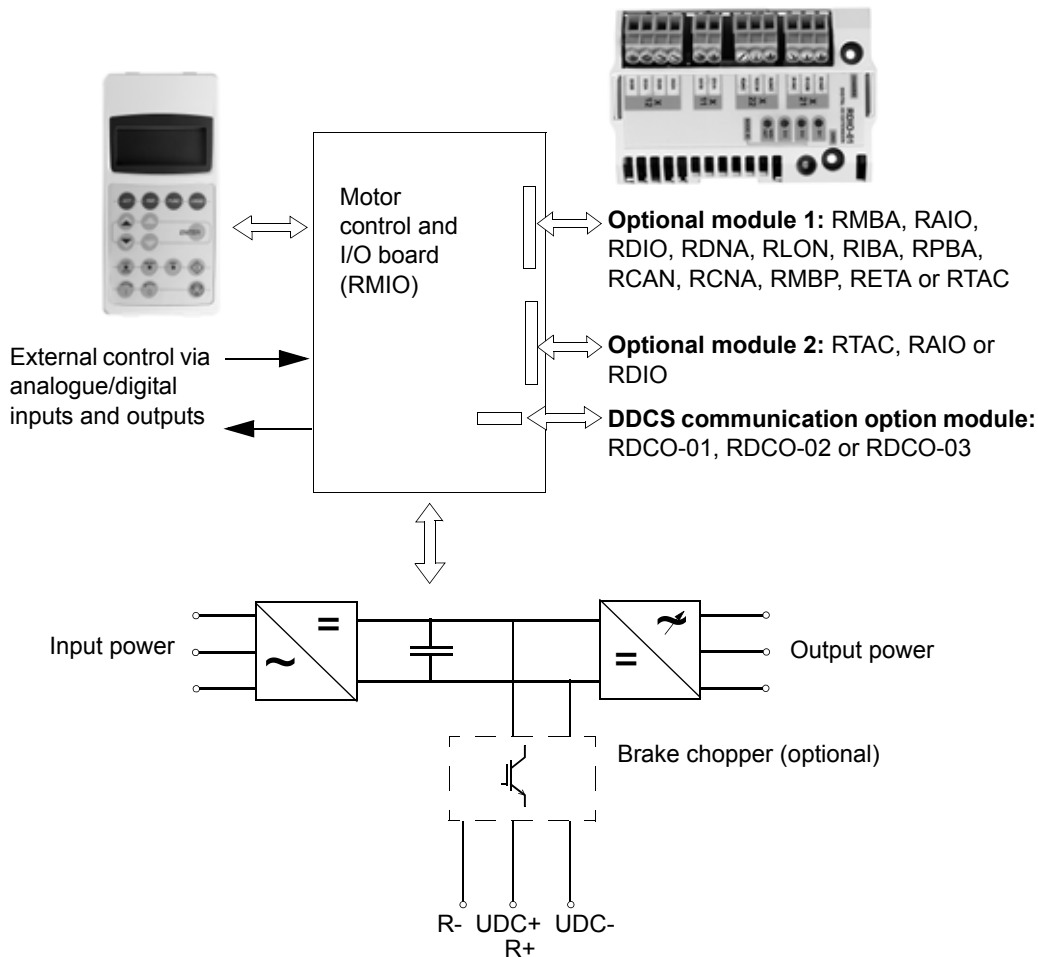 RDIO-01
Motor
control and
I/O board
(RMIO)
Optional module 1: RMBA, RAIO,
RDIO, RDNA, RLON, RIBA, RPBA,
RCAN, RCNA, RMBP, RETA or RTAC
External control via
analogue/digital
inputs and outputs
Optional module 2: RTAC, RAIO or
RDIO
DDCS communication option module:
RDCO-01, RDCO-02 or RDCO-03
Input power
=
~
=
~
Output power
Brake chopper (optional)
R- UDC+ UDC-
R+